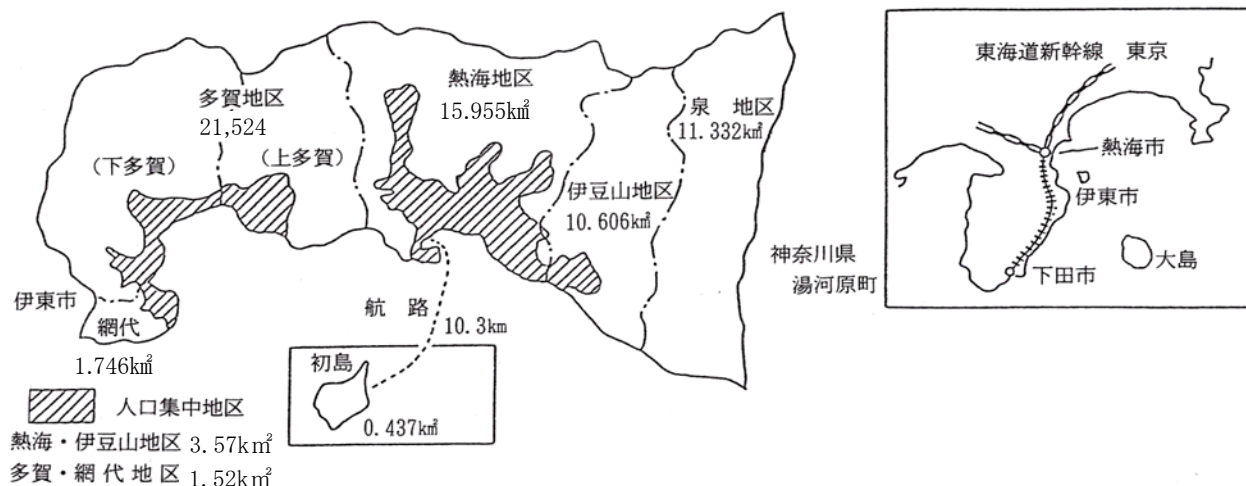 多賀地区
21,524
(下多賀)
(上多賀)
熱海地区
15.955k㎡
泉 地区
11.332k㎡
伊豆山地区
10.606k㎡
神奈川県
湯河原町
伊東市
網代
1.746k㎡
航 路
10.3km
初島
0.437k㎡
人口集中地区
熱海・伊豆山地区 3.57k㎡
多賀・網代地区 1.52k㎡
東海道新幹線 東京
熱海市
伊東市
大島
下田市